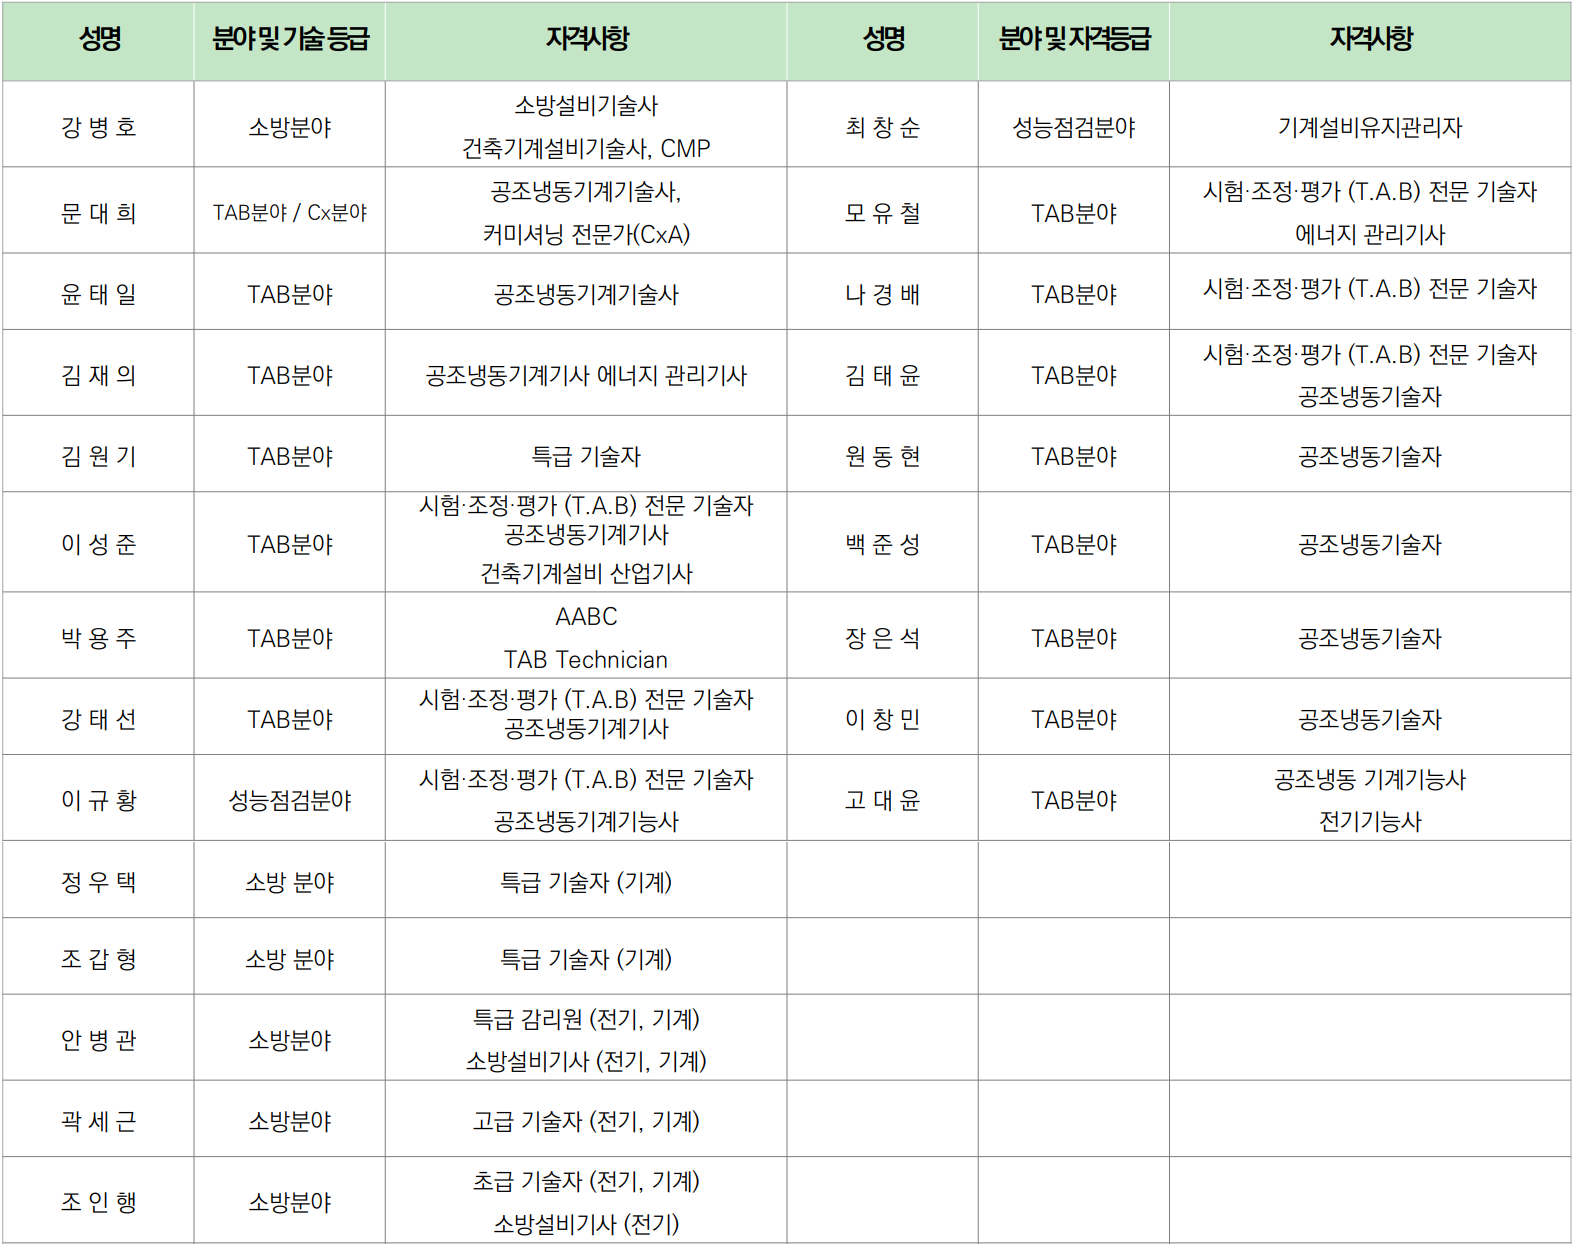 성명 분야 및 기술 등급 자격사항 성명 분야 및 자격등급 자격사항
강 병 호 소방분야 소방설비기술사
건축기계설비기술사, CMP 최 창 순 성능점검분야 기계설비유지관리자
문 대 희 TAB분야 / Cx분야 공조냉동기계기술사,
커미셔닝 전문가(CxA) 모 유 철 TAB분야 시험·조정·평가 (T.A.B) 전문 기술자
에너지 관리기사
윤 태 일 TAB분야 공조냉동기계기술사 나 경 배 TAB분야 시험·조정·평가 (T.A.B) 전문 기술자
김 재 의 TAB분야 공조냉동기계기사 에너지 관리기사 김 태 윤 TAB분야 시험·조정·평가 (T.A.B) 전문 기술자
공조냉동기술자
김 원 기 TAB분야 특급 기술자 원 동 현 TAB분야 공조냉동기술자
이 성 준 TAB분야 시험·조정·평가 (T.A.B) 전문 기술자
공조냉동기계기사
건축기계설비 산업기사 백 준 성 TAB분야 공조냉동기술자
박 용 주 TAB분야 AABC
TAB Technician 장 은 석 TAB분야 공조냉동기술자
강 태 선 TAB분야 시험·조정·평가 (T.A.B) 전문 기술자
공조냉동기계기사 이 창 민 TAB분야 공조냉동기술자
이 규 황 성능점검분야 시험·조정·평가 (T.A.B) 전문 기술자
공조냉동기계기능사 고 대 윤 TAB분야 공조냉동 기계기능사
전기기능사
정 우 택 소방 분야 특급 기술자 (기계)
조 갑 형 소방 분야 특급 기술자 (기계)
안 병 관 소방분야 특급 감리원 (전기, 기계)
소방설비기사 (전기, 기계)
곽 세 근 소방분야 고급 기술자 (전기, 기계)
조 인 행 소방분야 초급 기술자 (전기, 기계)
소방설비기사 (전기)